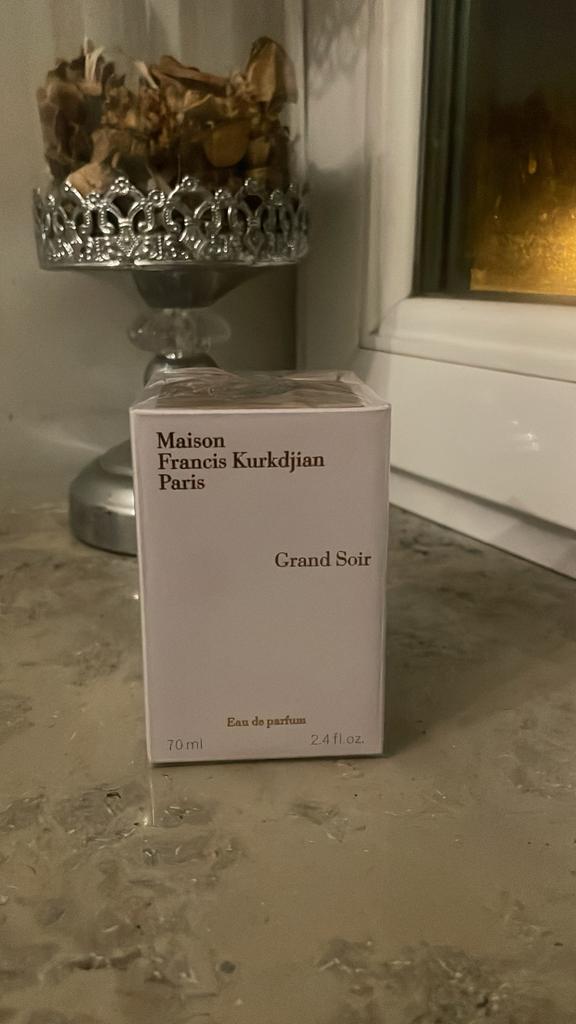 Maison
Francis Kurkdjian
Paris
Grand Soir
Eau de parfum
70 ml
2.4 fl.oz.